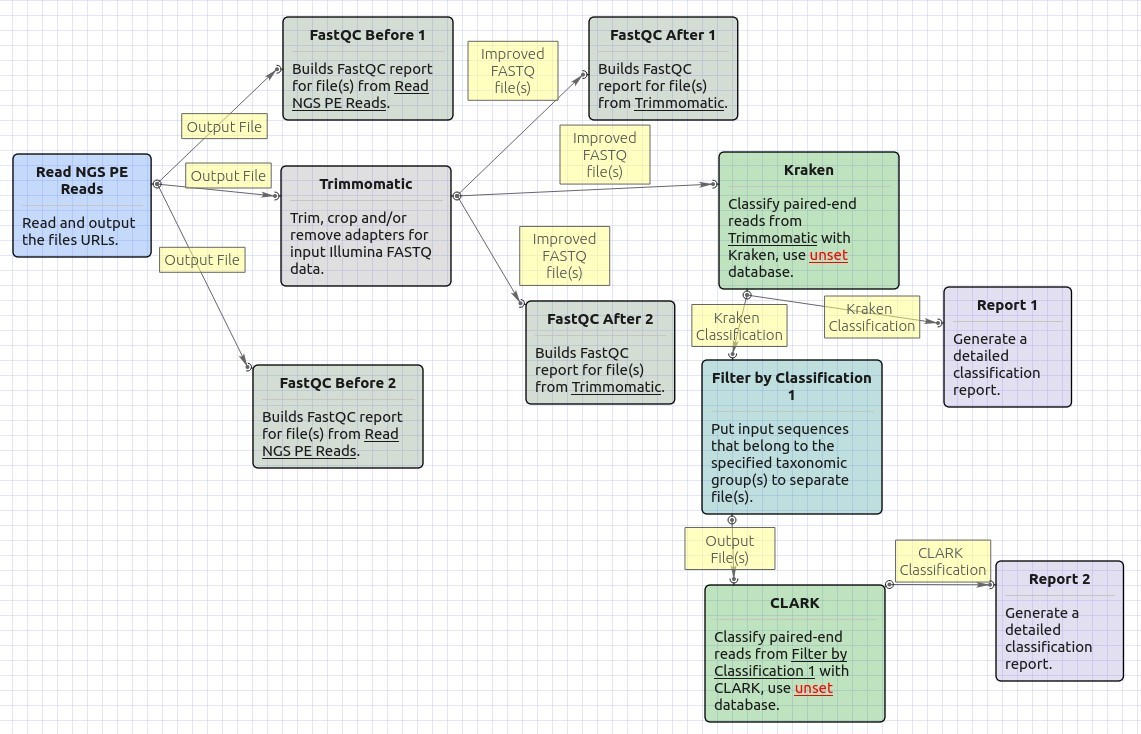 FastQC Before 1
Builds FastQC report
for file(s) from Read
NGS PE Reads.
Improved
FASTQ
file(s)
FastQC After 1
Builds FastQC
report for file(s)
from Trimmomatic.
Output File
Improved
FASTQ
file(s)
Read NGS PE
Reads
Read and output
the files URLs.
Output File
Trimmomatic
Trim, crop and/or
remove adapters for
input Illumina FASTQ
data.
Kraken
Classify paired-end
reads from
Trimmomatic with
Kraken, use unset
database.
Output File
Improved
FASTQ
file(s)
Kraken
Classification
Kraken
Classification
Report 1
Generate a
detailed
classification
report.
FastQC After 2
Builds FastQC
report for file(s)
from Trimmomatic.
FastQC Before 2
Builds FastQC report
for file(s) from Read
NGS PE Reads.
Filter by Classification
1
Put input sequences
that belong to the
specified taxonomic
group(s) to separate
file(s).
Output
File(s)
CLARK
Classification
CLARK
Classify paired-end
reads from Filter by
Classification 1 with
CLARK, use unset
database.
Report 2
Generate a
detailed
classification
report.